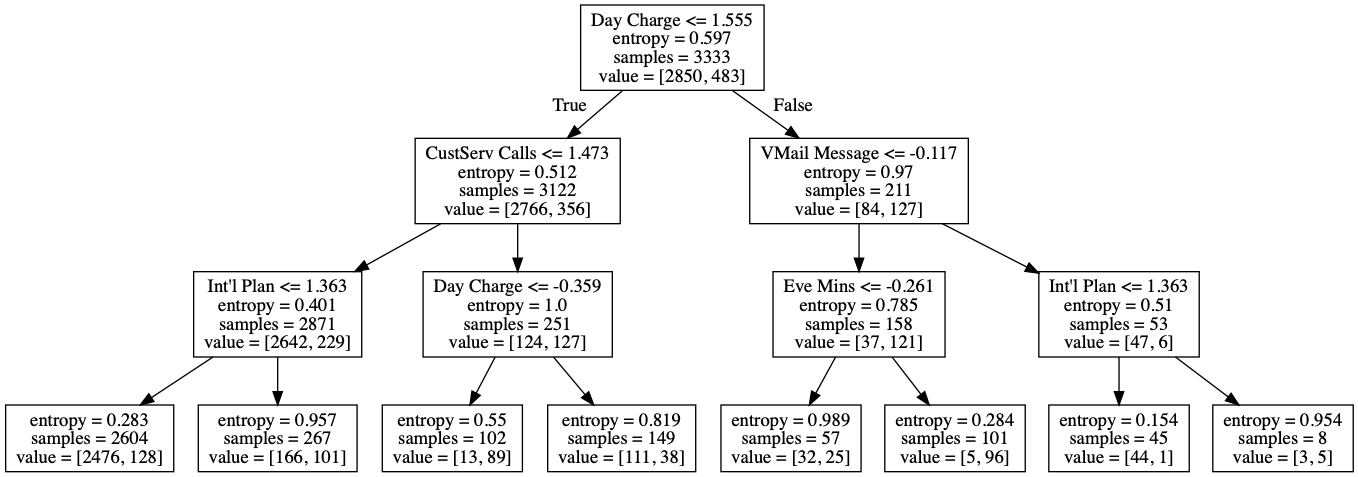 Day Charge <= 1.555
entropy = 0.597
samples = 3333
value = [2850, 483]
True
False
CustServ Calls <= 1.473
entropy = 0.512
samples = 3122
value = [2766, 356]
VMail Message <= -0.117
entropy = 0.97
samples = 211
value = [84, 127]
Int'l Plan <= 1.363
entropy = 0.401
samples = 2871
value = [2642, 229]
Day Charge <= -0.359
entropy = 1.0
samples = 251
value = [124, 127]
Eve Mins <= -0.261
entropy = 0.785
samples = 158
value = [37, 121]
Int'l Plan <= 1.363
entropy = 0.51
samples = 53
value = [47, 6]
entropy = 0.283
samples = 2604
value = [2476, 128]
entropy = 0.957
samples = 267
value = [166, 101]
entropy = 0.55
samples = 102
value = [13, 89]
entropy = 0.819
samples = 149
value = [111, 38]
entropy = 0.989
samples = 57
value = [32, 25]
entropy = 0.284
samples = 101
value = [5, 96]
entropy = 0.154
samples = 45
value = [44, 1]
entropy = 0.954
samples = 8
value = [3, 5]